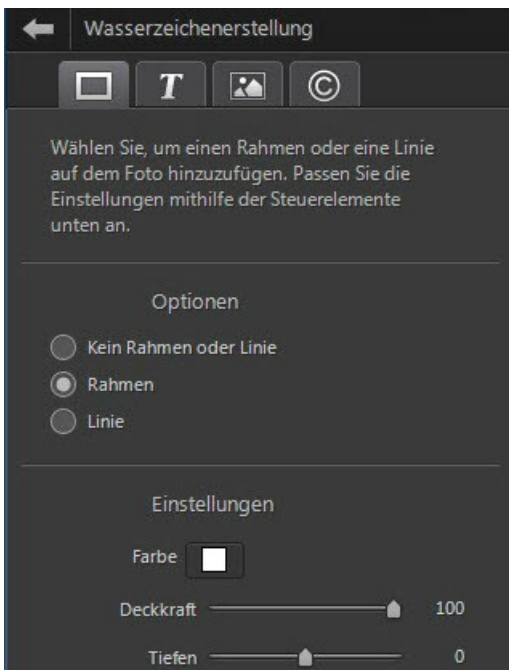 Wasserzeichenerstellung
T ©
Wählen Sie, um einen Rahmen oder eine Linie
auf dem Foto hinzuzufügen. Passen Sie die
Einstellungen mithilfe der Steuerelemente
unten an.
Optionen
Kein Rahmen oder Linie
Rahmen
Linie
Einstellungen
Farbe
Deckkraft 100
Tiefen 0